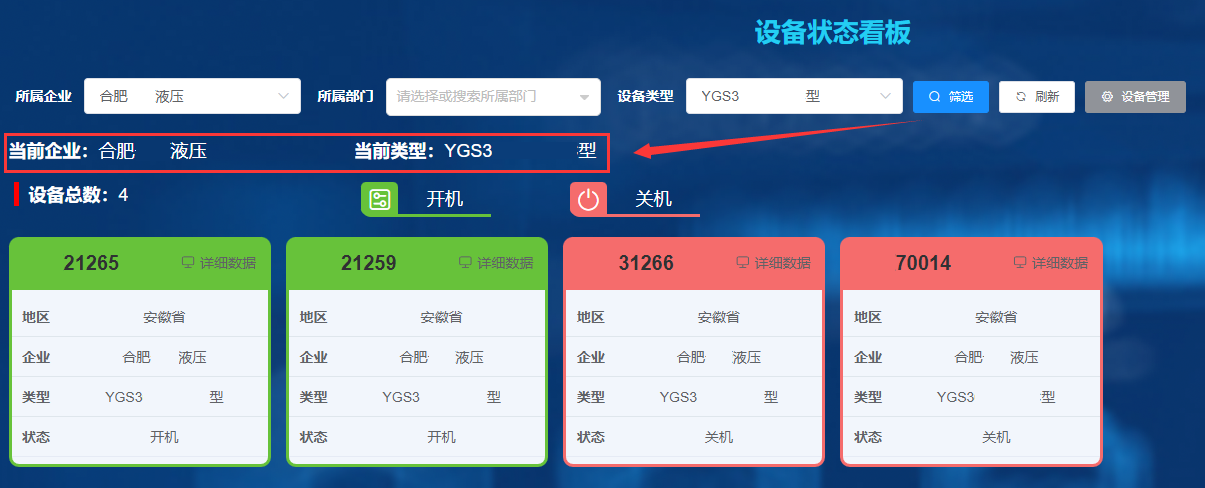 设备状态看板
所属企业 合肥 液压 所属部门 请选择或搜索所属部门 设备类型 YGS3 型 筛选 刷新 设备管理
当前企业：合肥 液压 当前类型：YGS3 型
设备总数：4 开机 关机
21265 详细数据 21259 详细数据 31266 详细数据 70014 详细数据
地区 安徽省 地区 安徽省 地区 安徽省 地区 安徽省
企业 合肥 液压 企业 合肥 液压 企业 合肥 液压 企业 合肥 液压
类型 YGS3 型 类型 YGS3 型 类型 YGS3 型 类型 YGS3 型
状态 开机 状态 开机 状态 关机 状态 关机